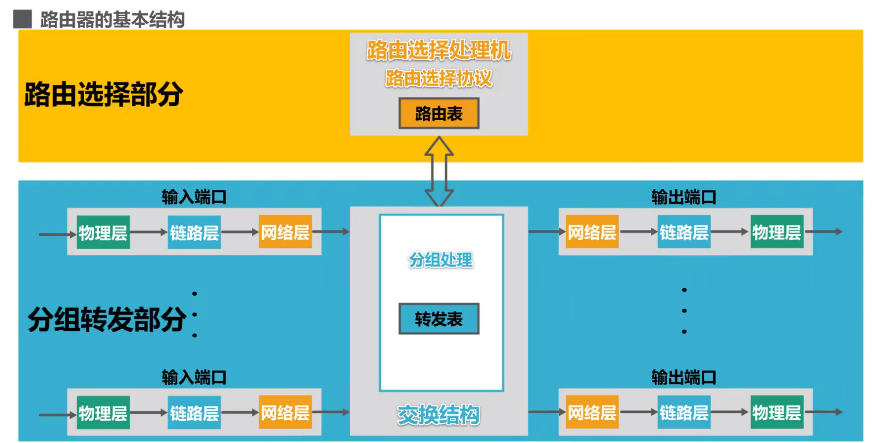 路由器的基本结构
路由选择处理机
路由选择协议
路由选择部分
路由表
输入端口
输出端口
物理层 链路层 网络层
网络层 链路层 物理层
分组处理
分组转发部分
转发表
输入端口
输出端口
物理层 链路层 网络层
交换结构
网络层 链路层 物理层